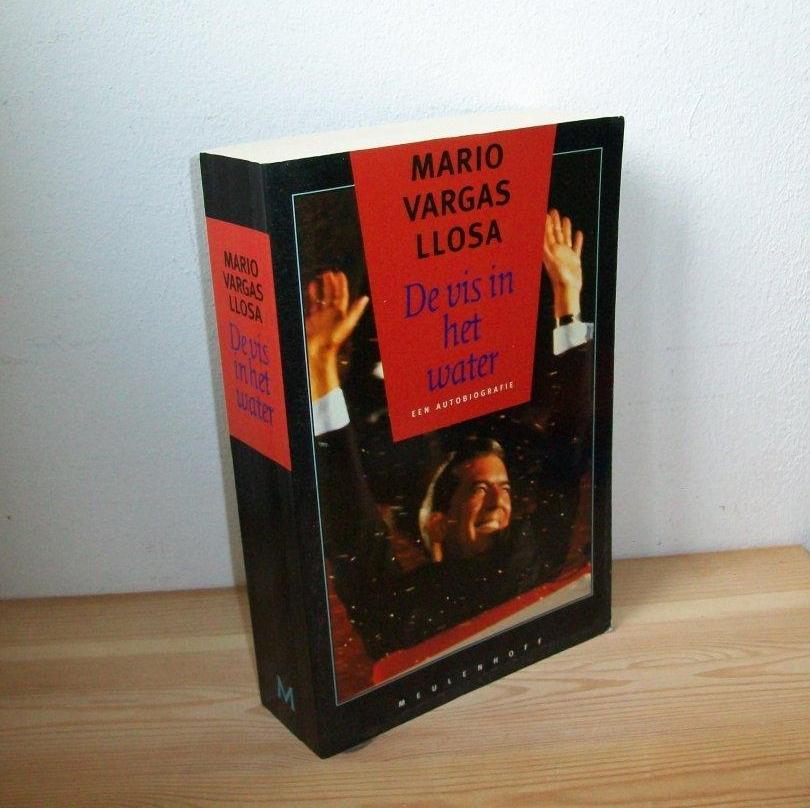 MARIO
VARGAS
LLOSA
De vis
in het
water
M
MARIO
VARGAS
LLOSA
De vis in
het
water
EEN AUTOBIOGRAFIE
MEULENHOFF